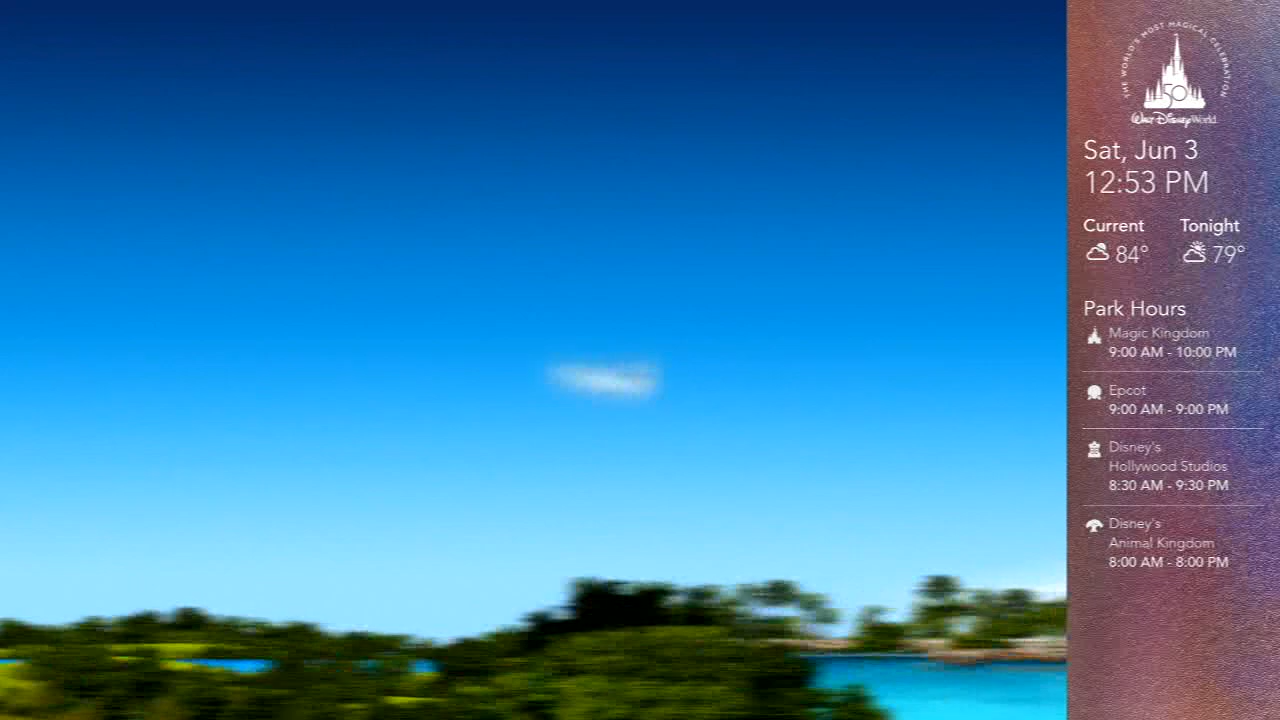 THE WORLD'S MOST MAGICAL CELEBRATION
50
Walt Disney World
Sat, Jun 3
12:53 PM
Current Tonight
84° 79°
Park Hours
Magic Kingdom
9:00 AM - 10:00 PM
Epcot
9:00 AM - 9:00 PM
Disney's
Hollywood Studios
8:30 AM - 9:30 PM
Disney's
Animal Kingdom
8:00 AM - 8:00 PM